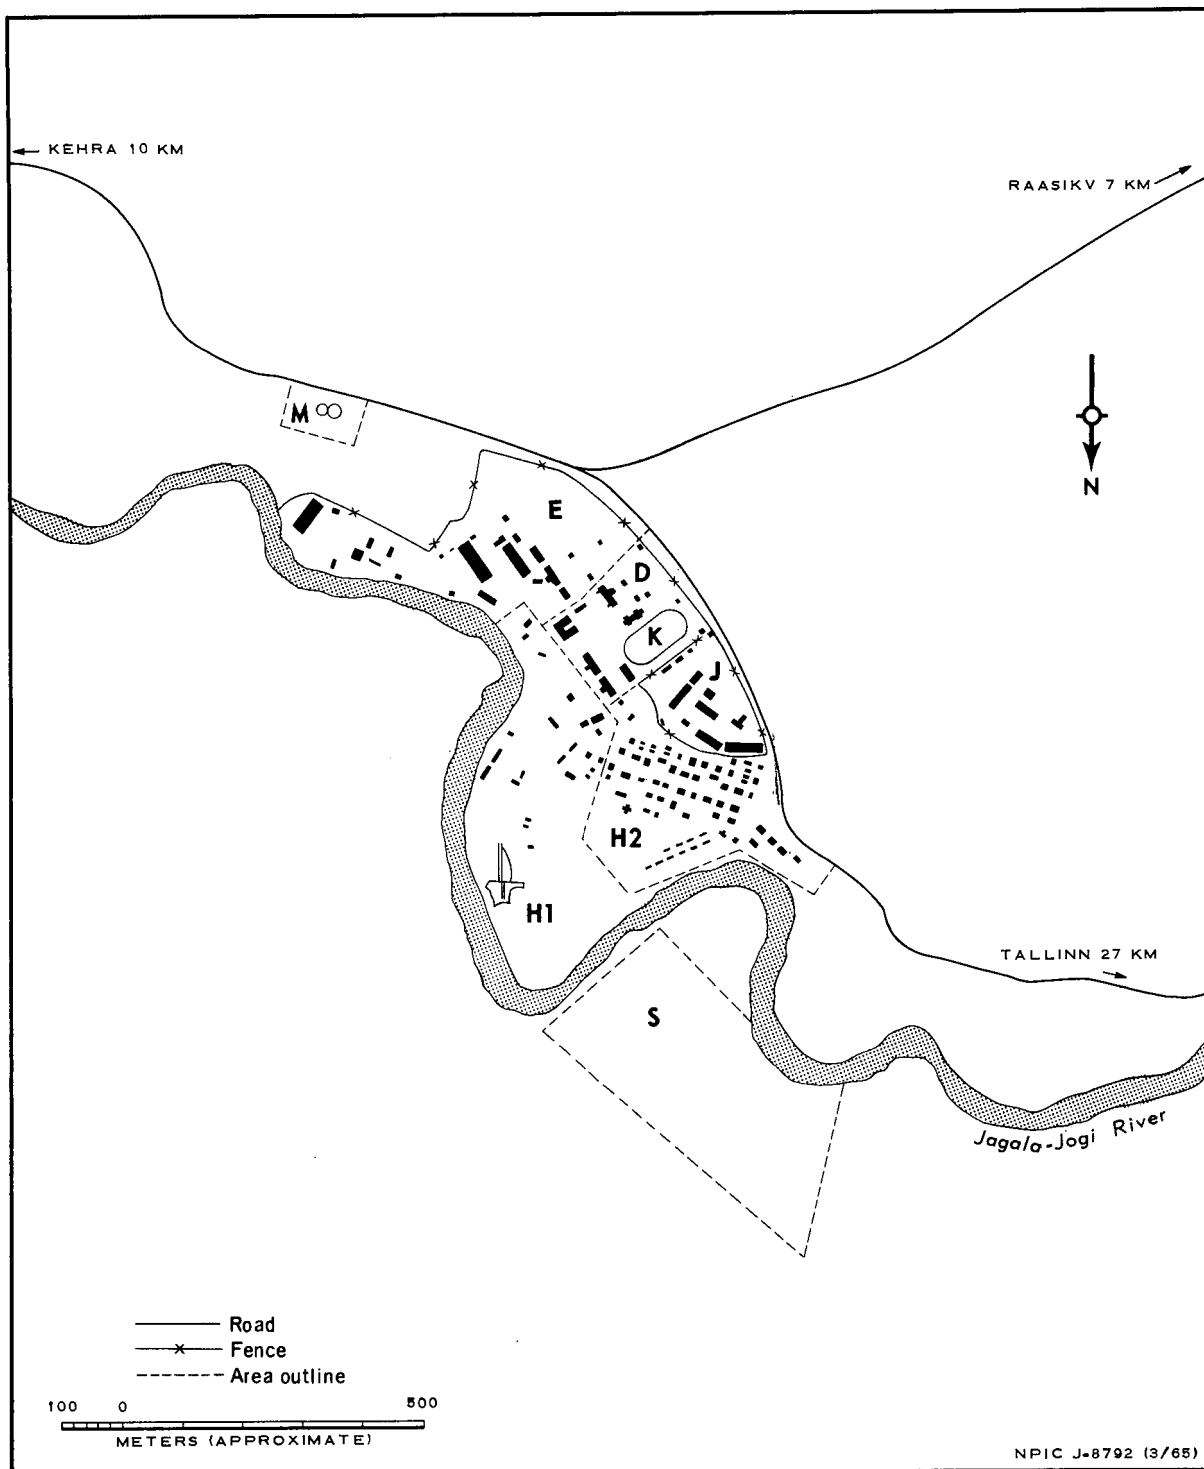 KEHRA 10 KM
RAASIKV 7 KM
N
M
E
D
K
J
H2
H1
S
TALLINN 27 KM
Jagala-Jogi River
Road
Fence
Area outline
100 0 500
METERS (APPROXIMATE)
NPIC J-8792 (3/65)